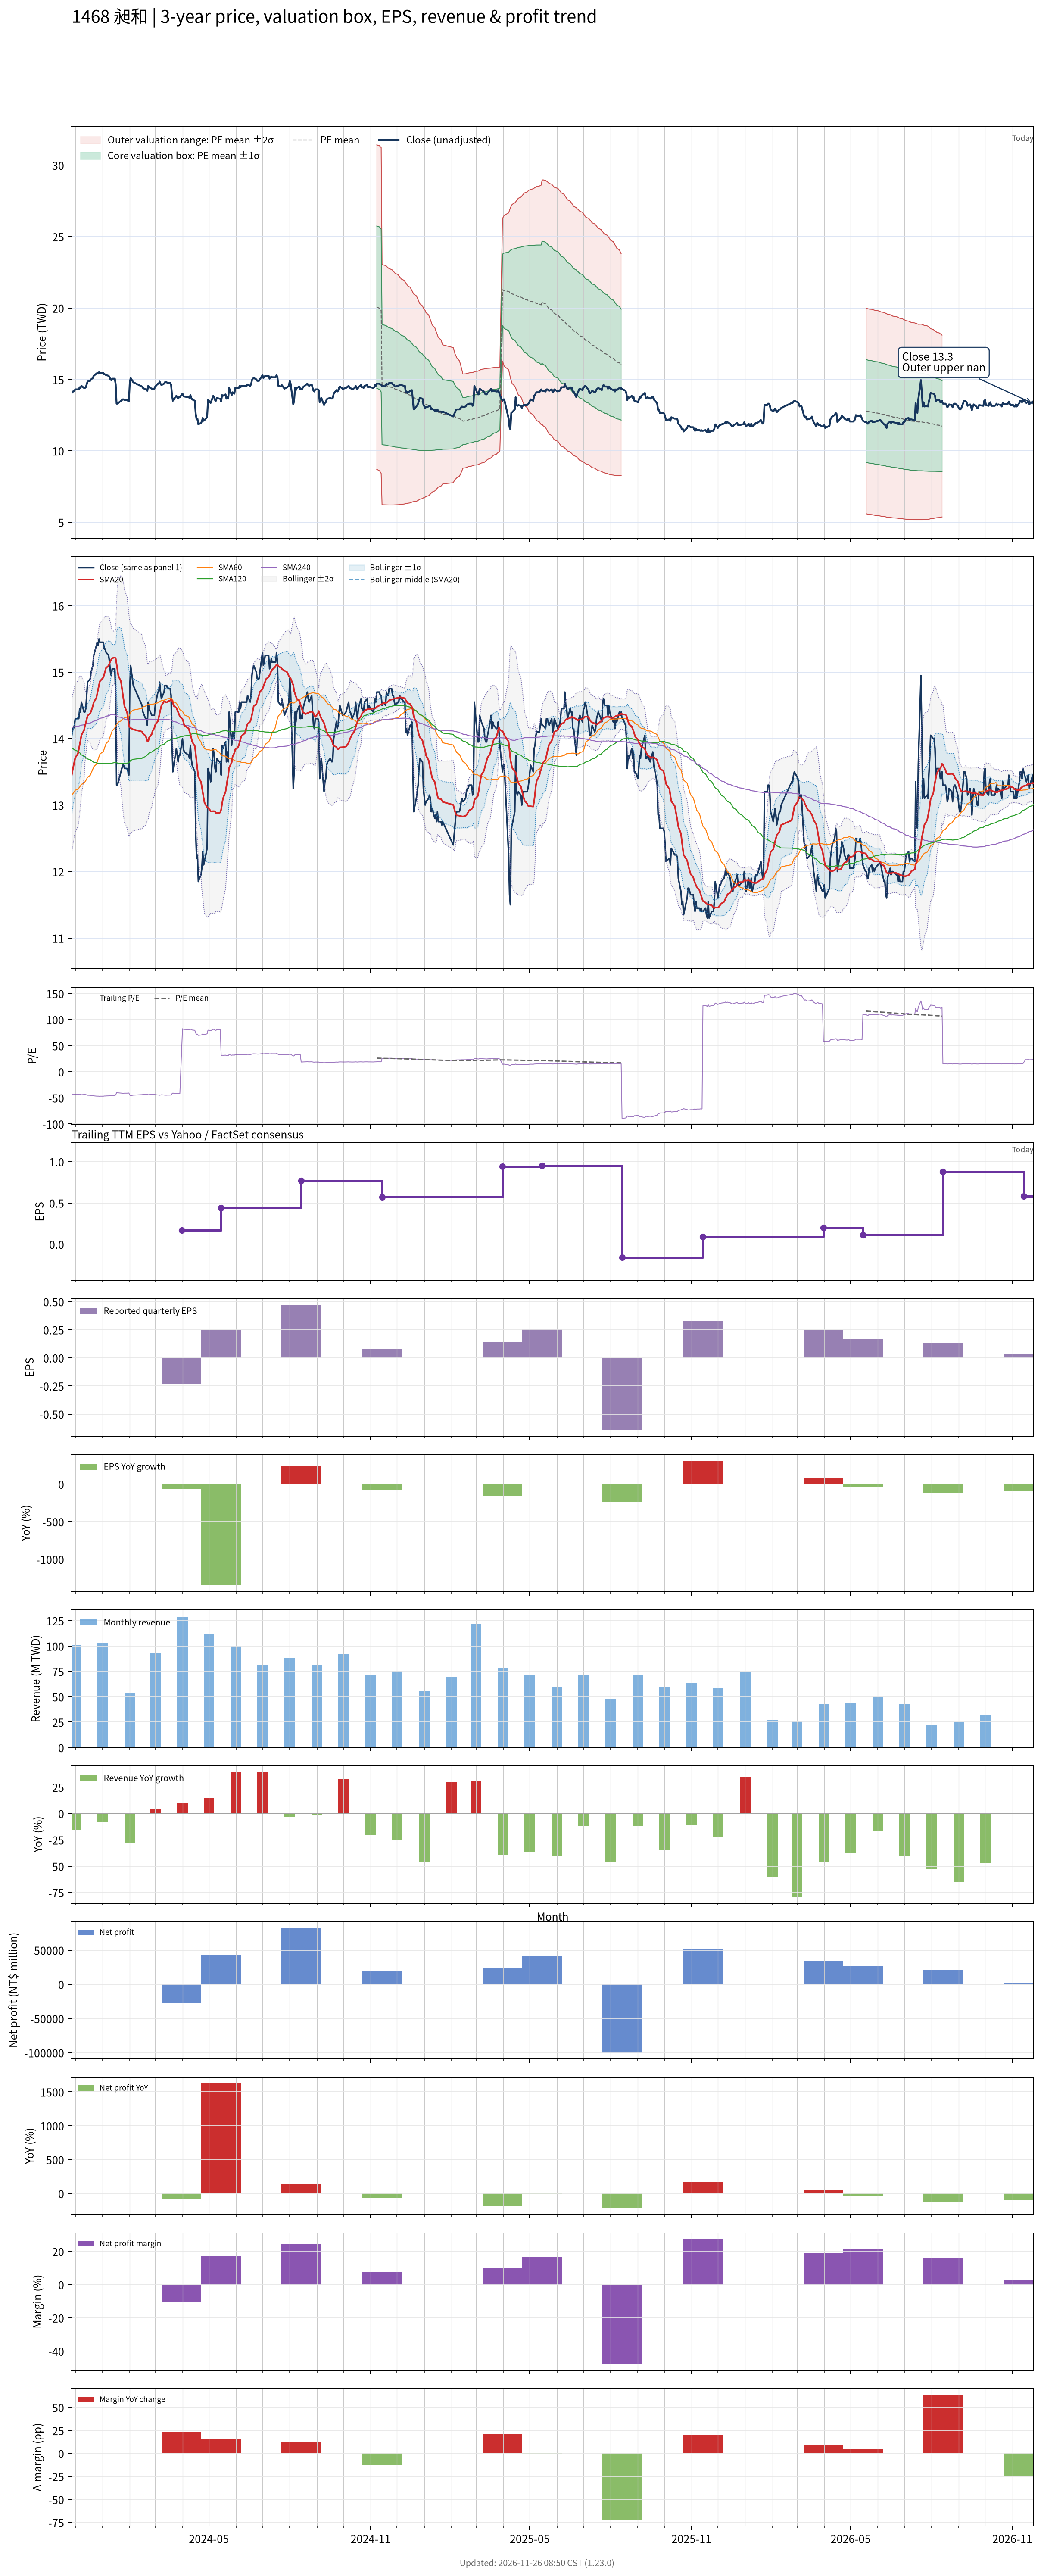 1468 昶和 | 3-year price, valuation box, EPS, revenue & profit trend
Outer valuation range: PE mean ±2σ
Core valuation box: PE mean ±1σ
PE mean
Close (unadjusted)
Today
Close 13.3
Outer upper nan
Price (TWD)
30
25
20
15
10
5
Close (same as panel 1)
SMA20
SMA60
SMA120
SMA240
Bollinger ±2σ
Bollinger ±1σ
Bollinger middle (SMA20)
Price
16
15
14
13
12
11
Trailing P/E
P/E mean
P/E
150
100
50
0
-50
-100
Trailing TTM EPS vs Yahoo / FactSet consensus
Today
EPS
1.0
0.5
0.0
Reported quarterly EPS
EPS
0.50
0.25
0.00
-0.25
-0.50
EPS YoY growth
YoY (%)
0
-500
-1000
Monthly revenue
Revenue (M TWD)
125
100
75
50
25
0
Revenue YoY growth
YoY (%)
25
0
-25
-50
-75
Month
Net profit
Net profit (NT$ million)
50000
0
-50000
-100000
Net profit YoY
YoY (%)
1500
1000
500
0
Net profit margin
Margin (%)
20
0
-20
-40
Margin YoY change
Δ margin (pp)
50
25
0
-25
-50
-75
2024-05
2024-11
2025-05
2025-11
2026-05
2026-11
Updated: 2026-11-26 08:50 CST (1.23.0)